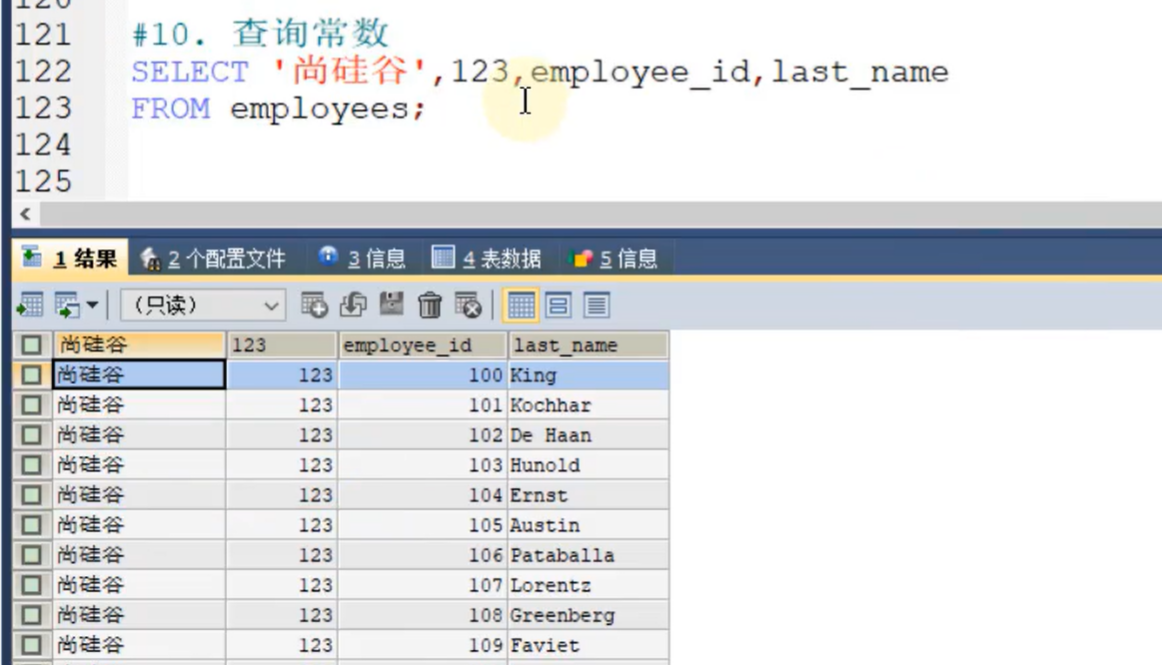 121 #10. 查询常数
122 SELECT '尚硅谷',123,employee_id,last_name
123 FROM employees;
124
125
1 结果 2 个配置文件 3 信息 4 表数据 5 信息
(只读)
尚硅谷 123 employee_id last_name
尚硅谷 123 100 King
尚硅谷 123 101 Kochhar
尚硅谷 123 102 De Haan
尚硅谷 123 103 Hunold
尚硅谷 123 104 Ernst
尚硅谷 123 105 Austin
尚硅谷 123 106 Pataballa
尚硅谷 123 107 Lorentz
尚硅谷 123 108 Greenberg
尚硅谷 123 109 Faviet